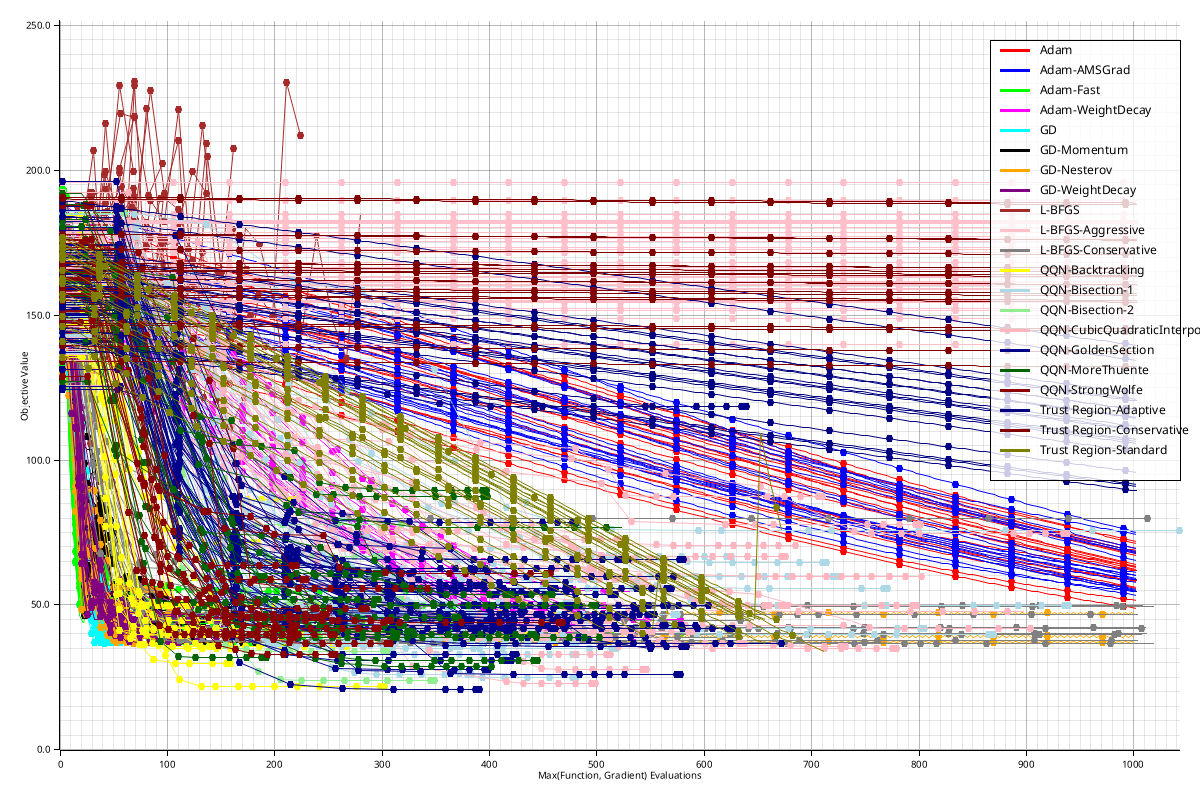 250.0
200.0
150.0
100.0
50.0
0.0
Objective Value
0
100
200
300
400
500
600
700
800
900
1000
Max(Function, Gradient) Evaluations
Adam
Adam-AMSGrad
Adam-Fast
Adam-WeightDecay
GD
GD-Momentum
GD-Nesterov
GD-WeightDecay
L-BFGS
L-BFGS-Aggressive
L-BFGS-Conservative
QQN-Backtracking
QQN-Bisection-1
QQN-Bisection-2
QQN-CubicQuadraticInterpo
QQN-GoldenSection
QQN-MoreThuente
QQN-StrongWolfe
Trust Region-Adaptive
Trust Region-Conservative
Trust Region-Standard